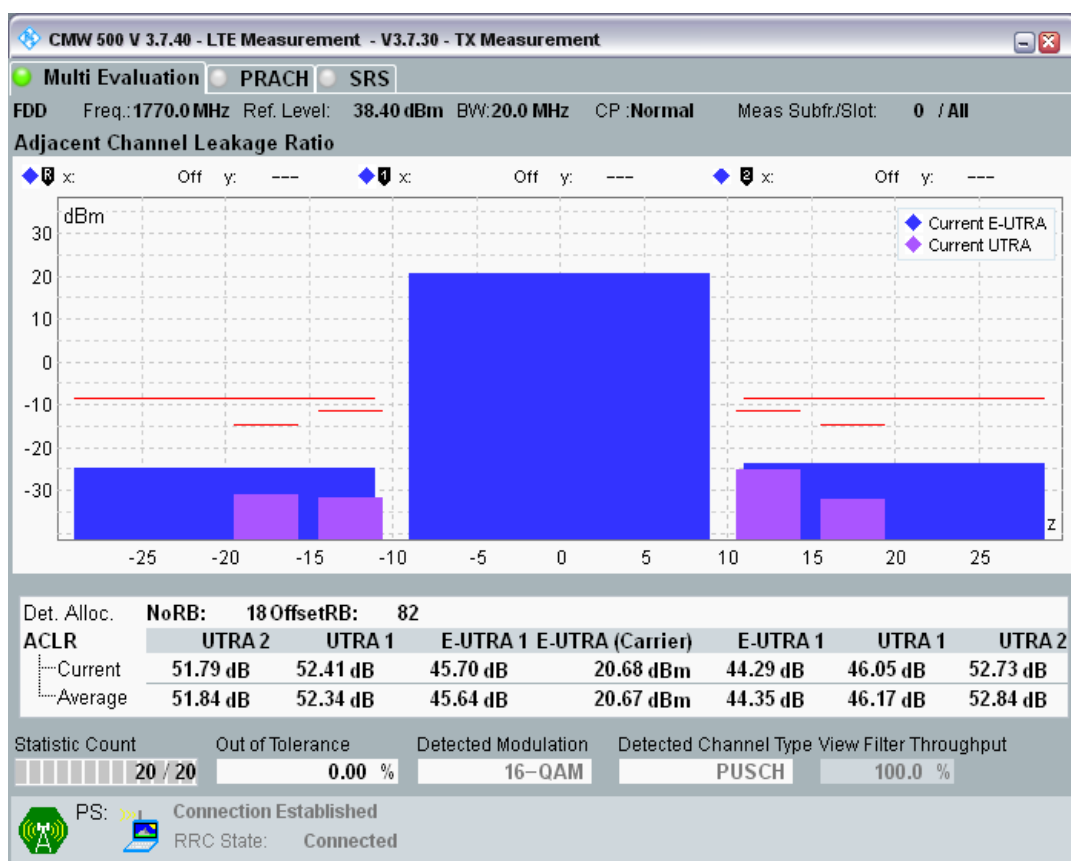 CMW 500 V 3.7.40 - LTE Measurement - V3.7.30 - TX Measurement
Multi Evaluation PRACH SRS
FDD Freq.: 1770.0 MHz Ref. Level: 38.40 dBm BW: 20.0 MHz CP : Normal Meas Subfr./Slot: 0 / All
Adjacent Channel Leakage Ratio
R x: Off y: --- 1 x: Off y: --- 2 x: Off y: ---
dBm
Current E-UTRA
Current UTRA
30
20
10
0
-10
-20
-30
z
-25 -20 -15 -10 -5 0 5 10 15 20 25
Det. Alloc. NoRB: 18 OffsetRB: 82
ACLR UTRA 2 UTRA 1 E-UTRA 1 E-UTRA (Carrier) E-UTRA 1 UTRA 1 UTRA 2
Current 51.79 dB 52.41 dB 45.70 dB 20.68 dBm 44.29 dB 46.05 dB 52.73 dB
Average 51.84 dB 52.34 dB 45.64 dB 20.67 dBm 44.35 dB 46.17 dB 52.84 dB
Statistic Count Out of Tolerance Detected Modulation Detected Channel Type View Filter Throughput
20 / 20 0.00 % 16-QAM PUSCH 100.0 %
PS: Connection Established
RRC State: Connected